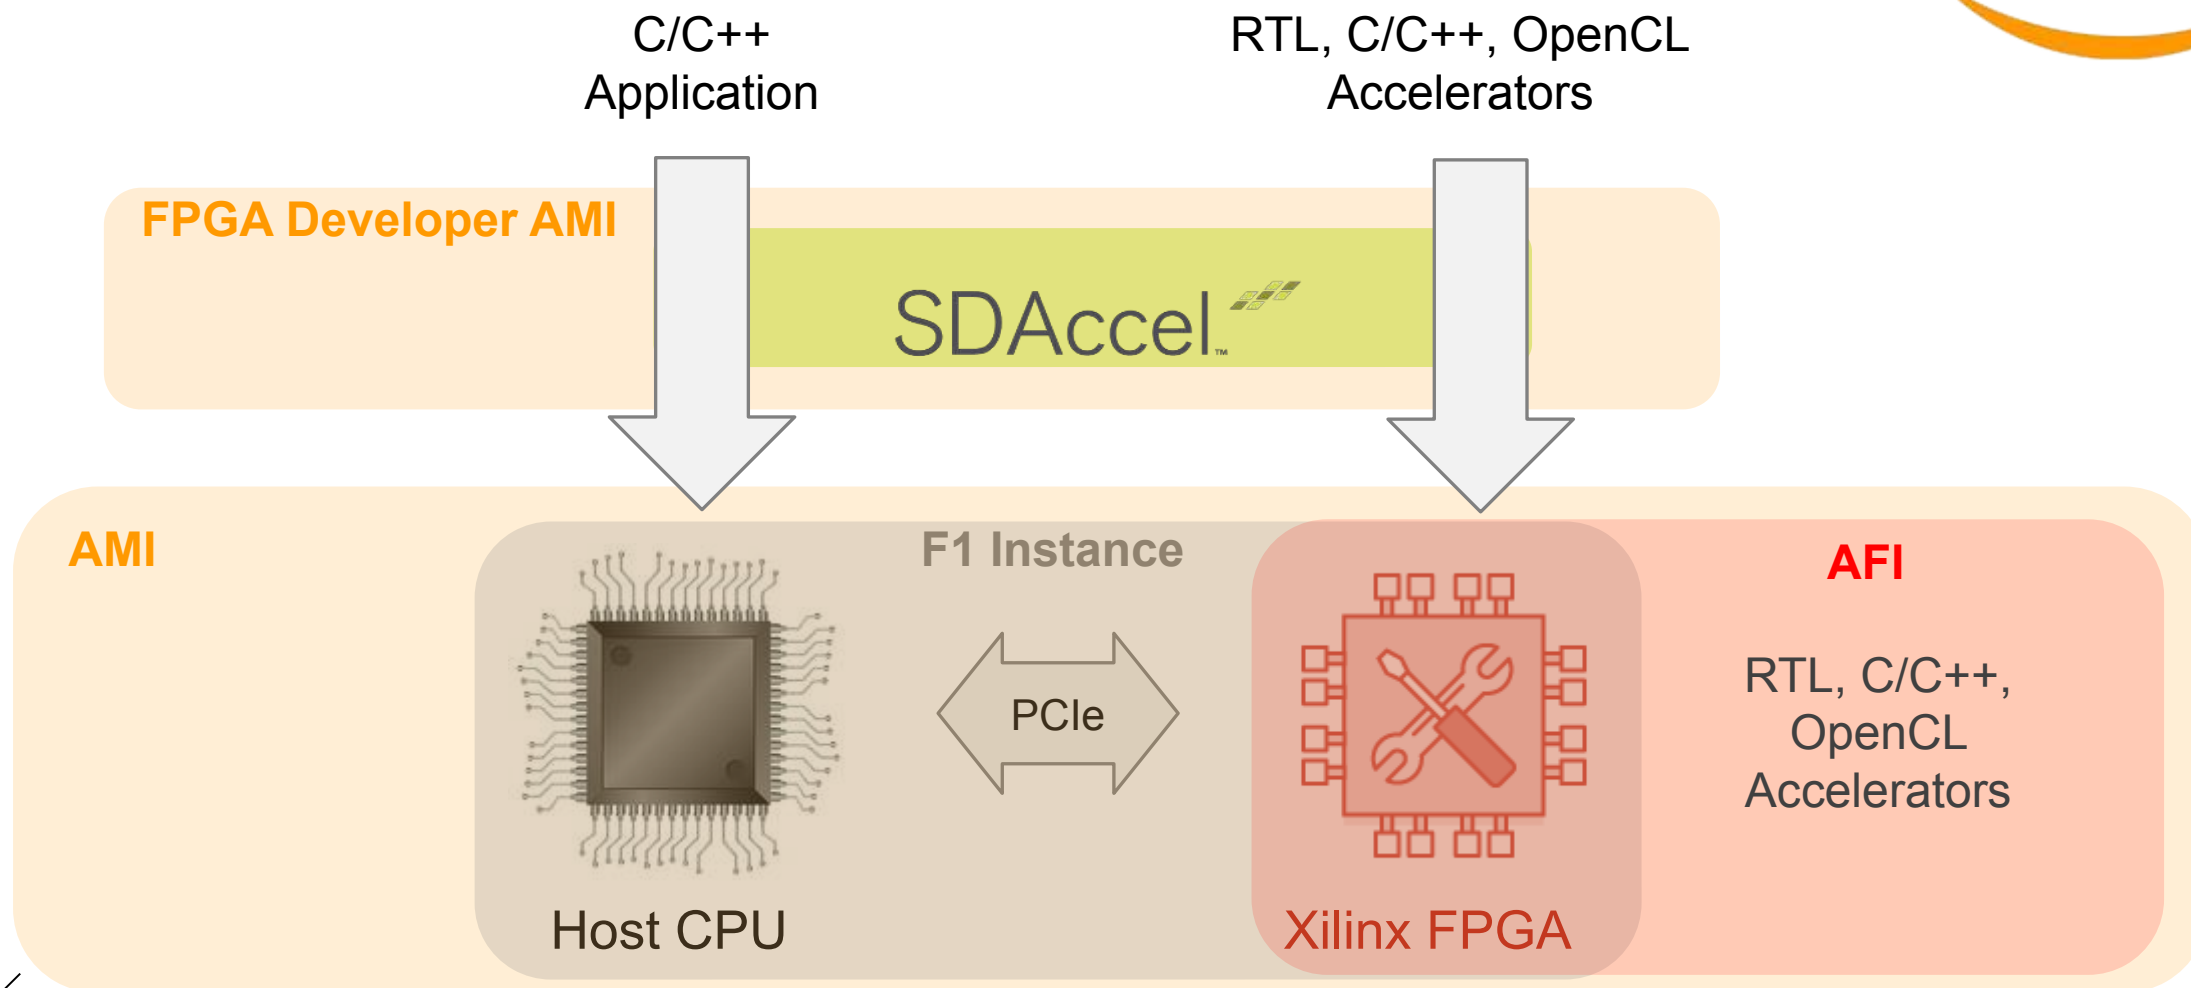 C/C++
Application
RTL, C/C++, OpenCL
Accelerators
FPGA Developer AMI
SDAccel™
AMI
F1 Instance
AFI
PCIe
RTL, C/C++,
OpenCL
Accelerators
Host CPU
Xilinx FPGA